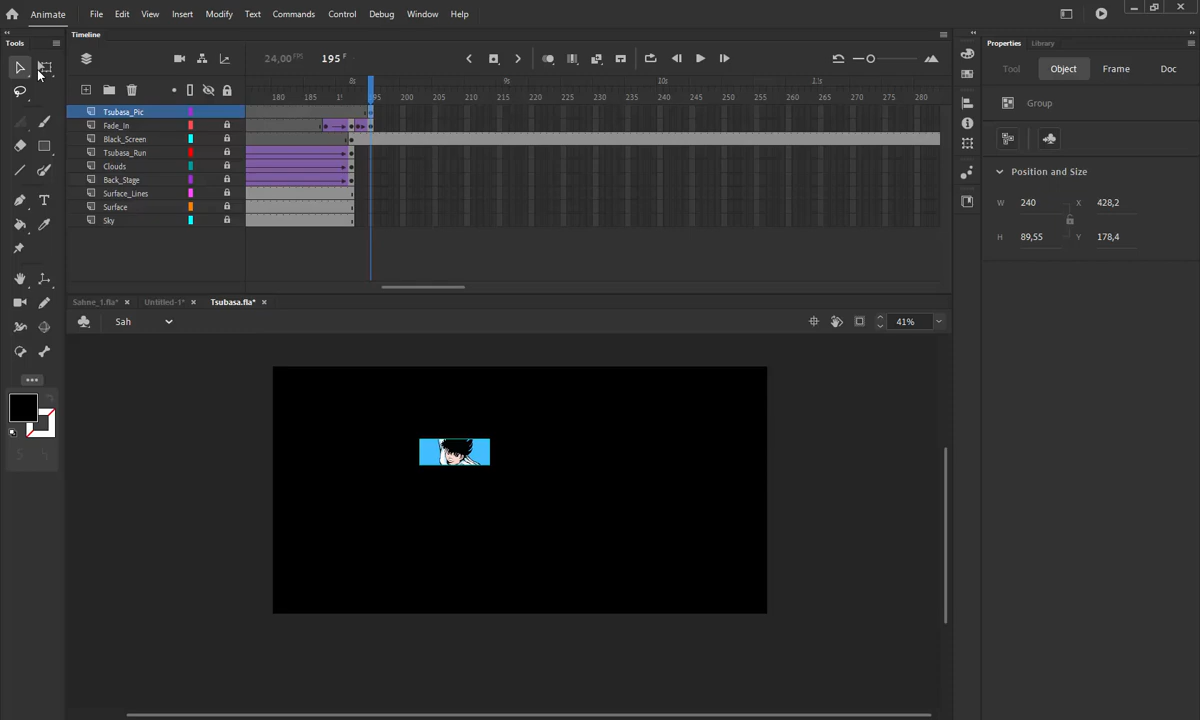 Animate File Edit View Insert Modify Text Commands Control Debug Window Help
Tools Timeline Properties Library
24,00 FPS 195 F
Tool Object Frame Doc
8s 9s 10s 11s
180 185 195 200 205 210 215 220 225 230 235 240 245 250 255 260 265 270 275 280
Group
Tsubasa_Pic
Fade_In
Black_Screen
Tsubasa_Run
Clouds
Back_Stage
Surface_Lines
Surface
Sky
Position and Size
W 240 X 428,2
H 89,55 Y 178,4
Sahne_1.fla* × Untitled-1* × Tsubasa.fla* ×
Sah 41%